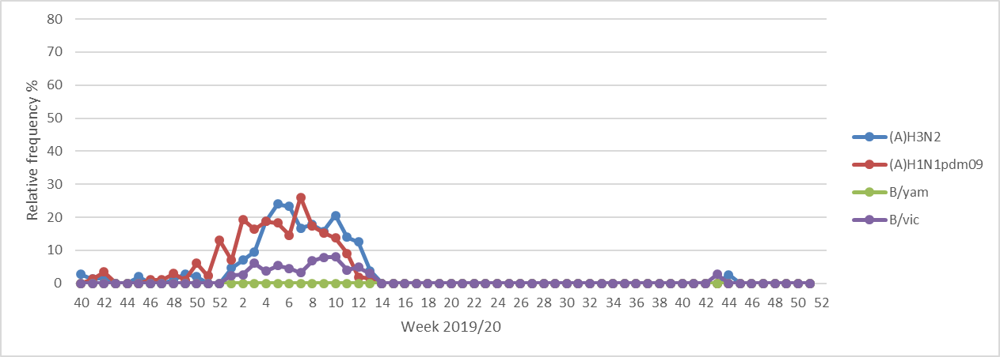 80
70
60
50
40
30
20
10
0
Relative frequency %
40 42 44 46 48 50 52 2 4 6 8 10 12 14 16 18 20 22 24 26 28 30 32 34 36 38 40 42 44 46 48 50 52
Week 2019/20
(A)H3N2
(A)H1N1pdm09
B/yam
B/vic